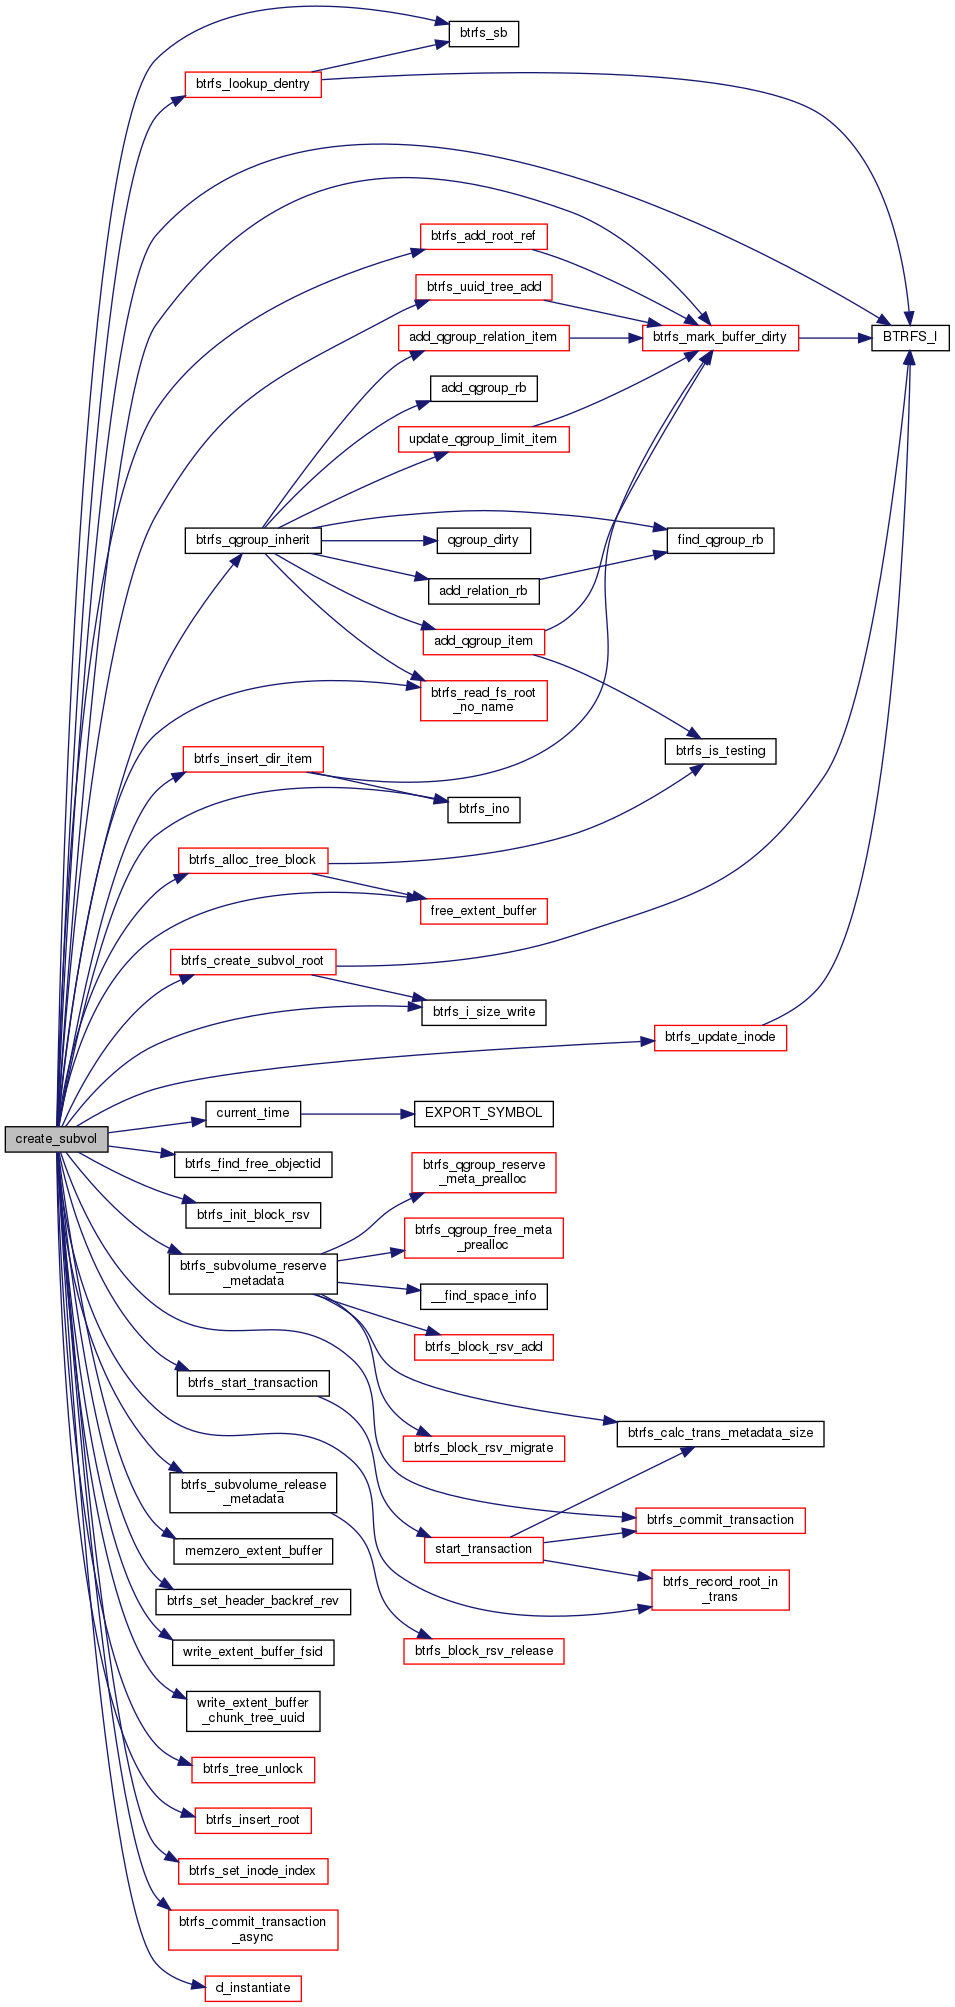 btrfs_sb
btrfs_lookup_dentry
btrfs_add_root_ref
btrfs_uuid_tree_add
add_qgroup_relation_item
btrfs_mark_buffer_dirty
BTRFS_I
add_qgroup_rb
update_qgroup_limit_item
btrfs_qgroup_inherit
qgroup_dirty
find_qgroup_rb
add_relation_rb
add_qgroup_item
btrfs_read_fs_root
_no_name
btrfs_insert_dir_item
btrfs_is_testing
btrfs_ino
btrfs_alloc_tree_block
free_extent_buffer
btrfs_create_subvol_root
btrfs_i_size_write
btrfs_update_inode
current_time
EXPORT_SYMBOL
create_subvol
btrfs_find_free_objectid
btrfs_qgroup_reserve
_meta_prealloc
btrfs_init_block_rsv
btrfs_qgroup_free_meta
_prealloc
btrfs_subvolume_reserve
_metadata
__find_space_info
btrfs_block_rsv_add
btrfs_start_transaction
btrfs_calc_trans_metadata_size
btrfs_block_rsv_migrate
btrfs_subvolume_release
_metadata
btrfs_commit_transaction
memzero_extent_buffer
start_transaction
btrfs_record_root_in
_trans
btrfs_set_header_backref_rev
write_extent_buffer_fsid
btrfs_block_rsv_release
write_extent_buffer
_chunk_tree_uuid
btrfs_tree_unlock
btrfs_insert_root
btrfs_set_inode_index
btrfs_commit_transaction
_async
d_instantiate